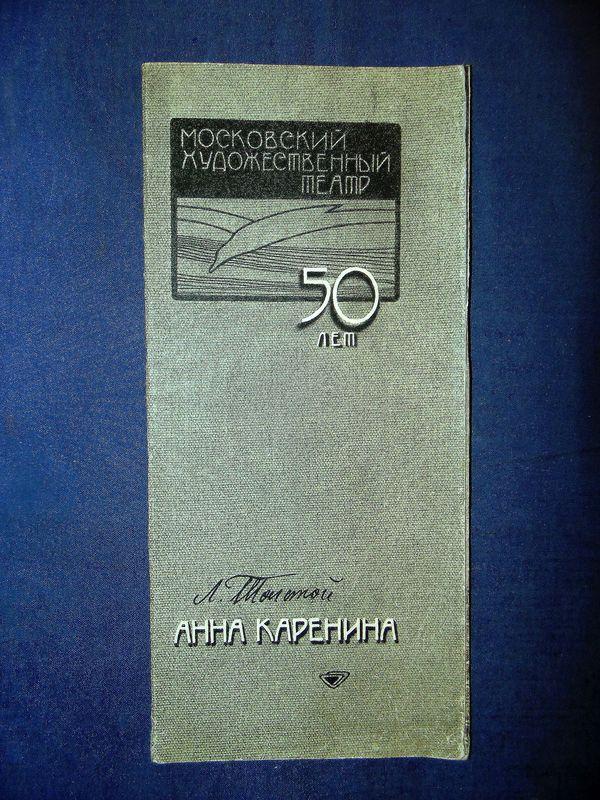 МОСКОВСКИЙ
ХУДОЖЕСТВЕННЫЙ
ТЕАТР
50
ЛЕТ
Л. Толстой
АННА КАРЕНИНА